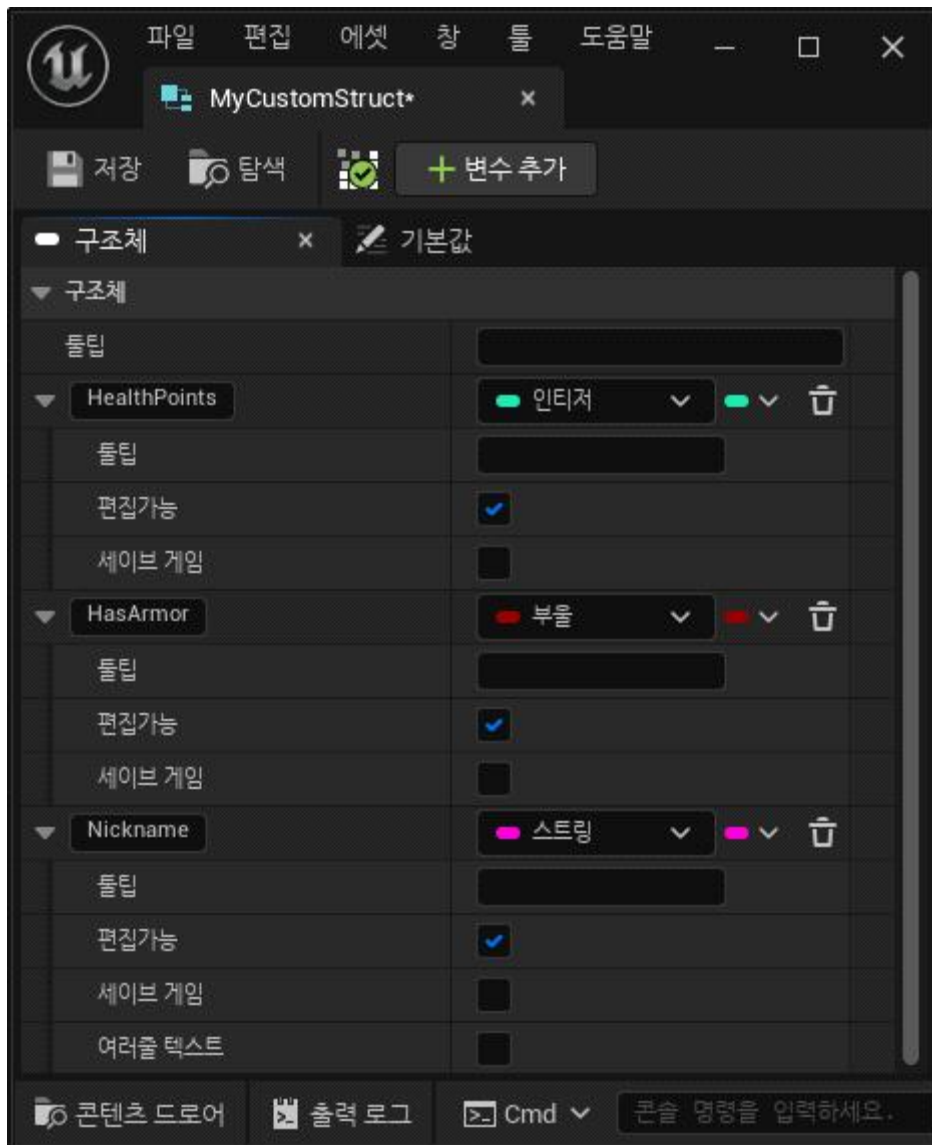 파일 편집 에셋 창 툴 도움말
MyCustomStruct*
저장 탐색 변수 추가
구조체 기본값
구조체
툴팁
HealthPoints 인티저
툴팁
편집가능
세이브 게임
HasArmor 부울
툴팁
편집가능
세이브 게임
Nickname 스트링
툴팁
편집가능
세이브 게임
여러줄 텍스트
콘텐츠 드로어 출력 로그 Cmd 콘솔 명령을 입력하세요.